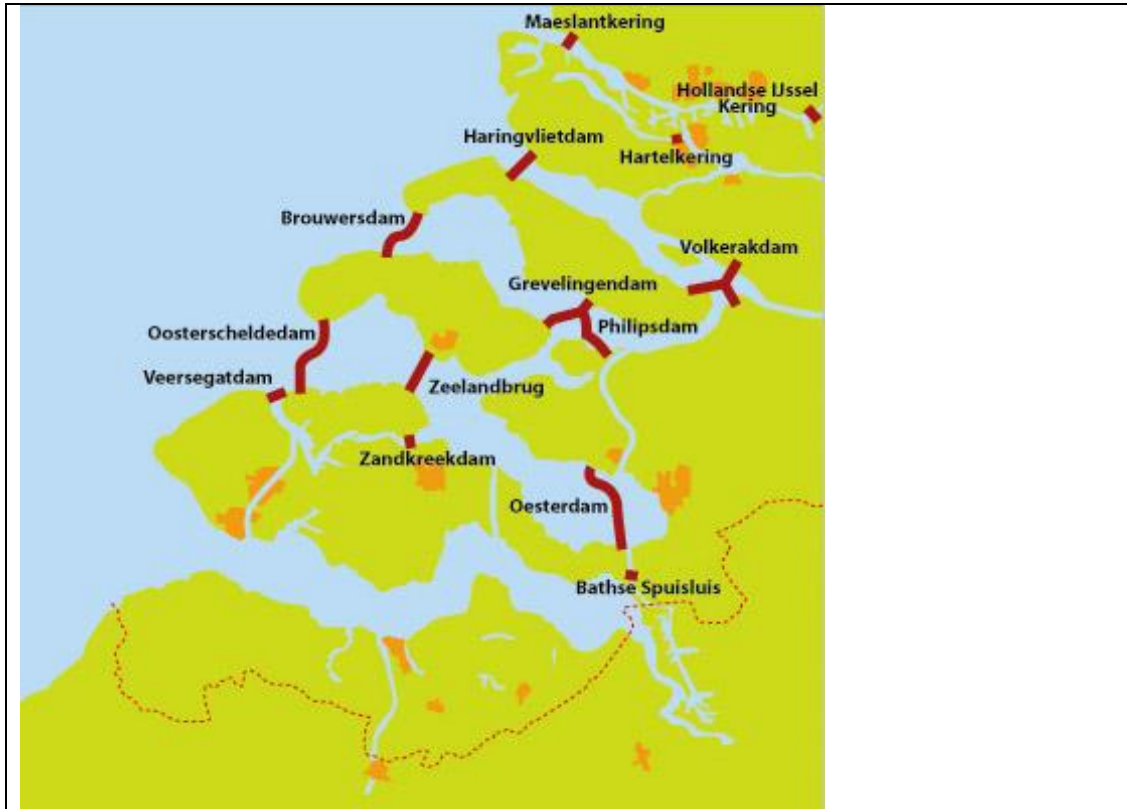 Maeslantkering
Hollandse IJssel
Kering
Haringvlietdam
Hartelkering
Brouwersdam
Volkerakdam
Grevelingendam
Philipsdam
Oosterscheldedam
Veersegatdam
Zeelandbrug
Zandkreekdam
Oesterdam
Bathse Spuisluis